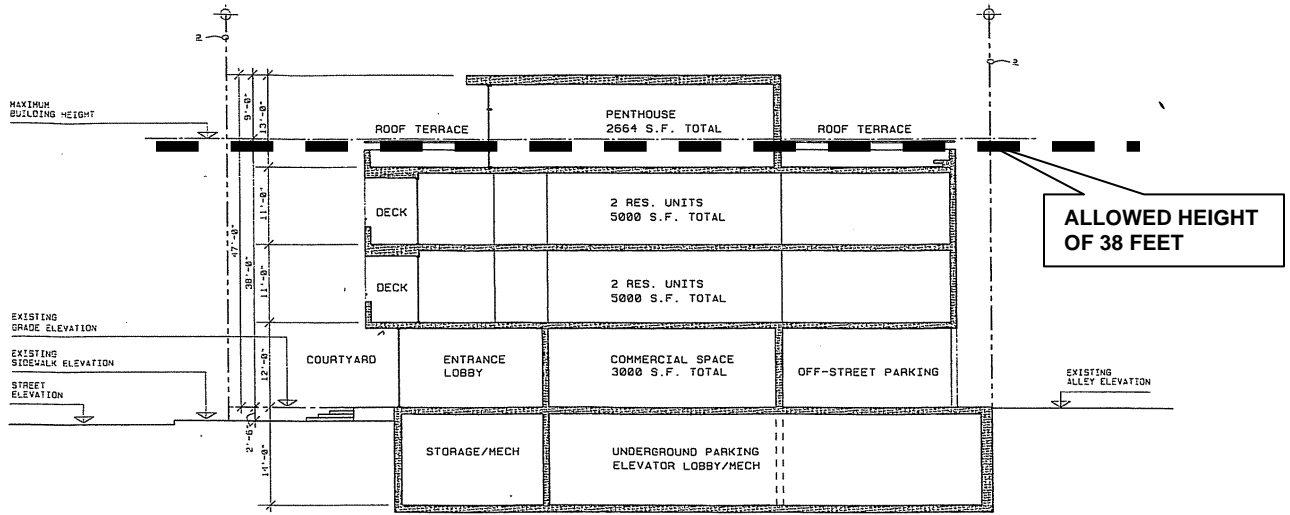 2
2
MAXIMUM
BUILDING HEIGHT
9'-0"
13'-0"
ROOF TERRACE
PENTHOUSE
2664 S.F. TOTAL
ROOF TERRACE
ALLOWED HEIGHT
OF 38 FEET
DECK
2 RES. UNITS
5000 S.F. TOTAL
11'-0"
47'-0"
38'-0"
DECK
2 RES. UNITS
5000 S.F. TOTAL
11'-0"
EXISTING
GRADE ELEVATION
EXISTING
SIDEWALK ELEVATION
STREET
ELEVATION
COURTYARD
12'-0"
ENTRANCE
LOBBY
COMMERCIAL SPACE
3000 S.F. TOTAL
OFF-STREET PARKING
EXISTING
ALLEY ELEVATION
2'-6"
14'-0"
STORAGE/MECH
UNDERGROUND PARKING
ELEVATOR LOBBY/MECH